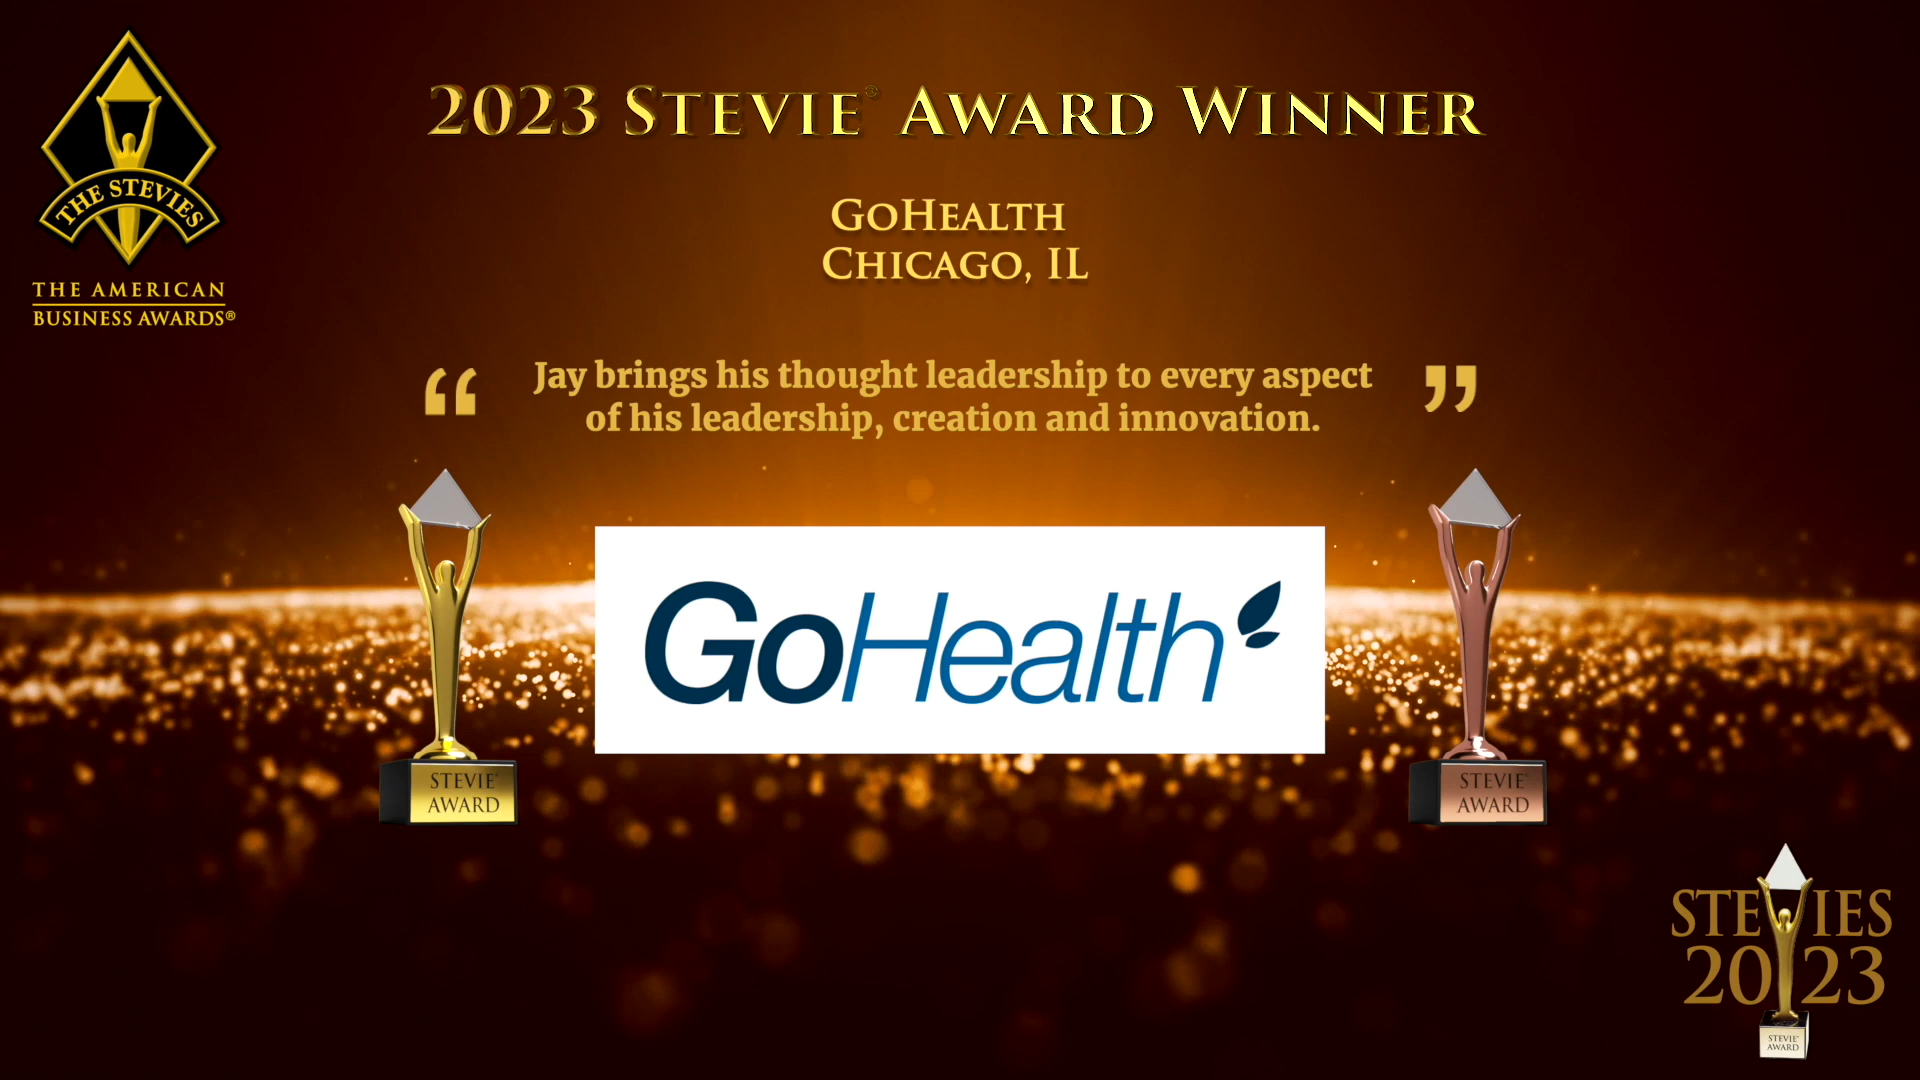 THE STEVIES
THE AMERICAN
BUSINESS AWARDS®
2023 STEVIE® AWARD WINNER
GOHEALTH
CHICAGO, IL
“ Jay brings his thought leadership to every aspect
of his leadership, creation and innovation. ”
GoHealth
STEVIE®
AWARD
STEVIE®
AWARD
STEVIES
2023
STEVIE®
AWARD